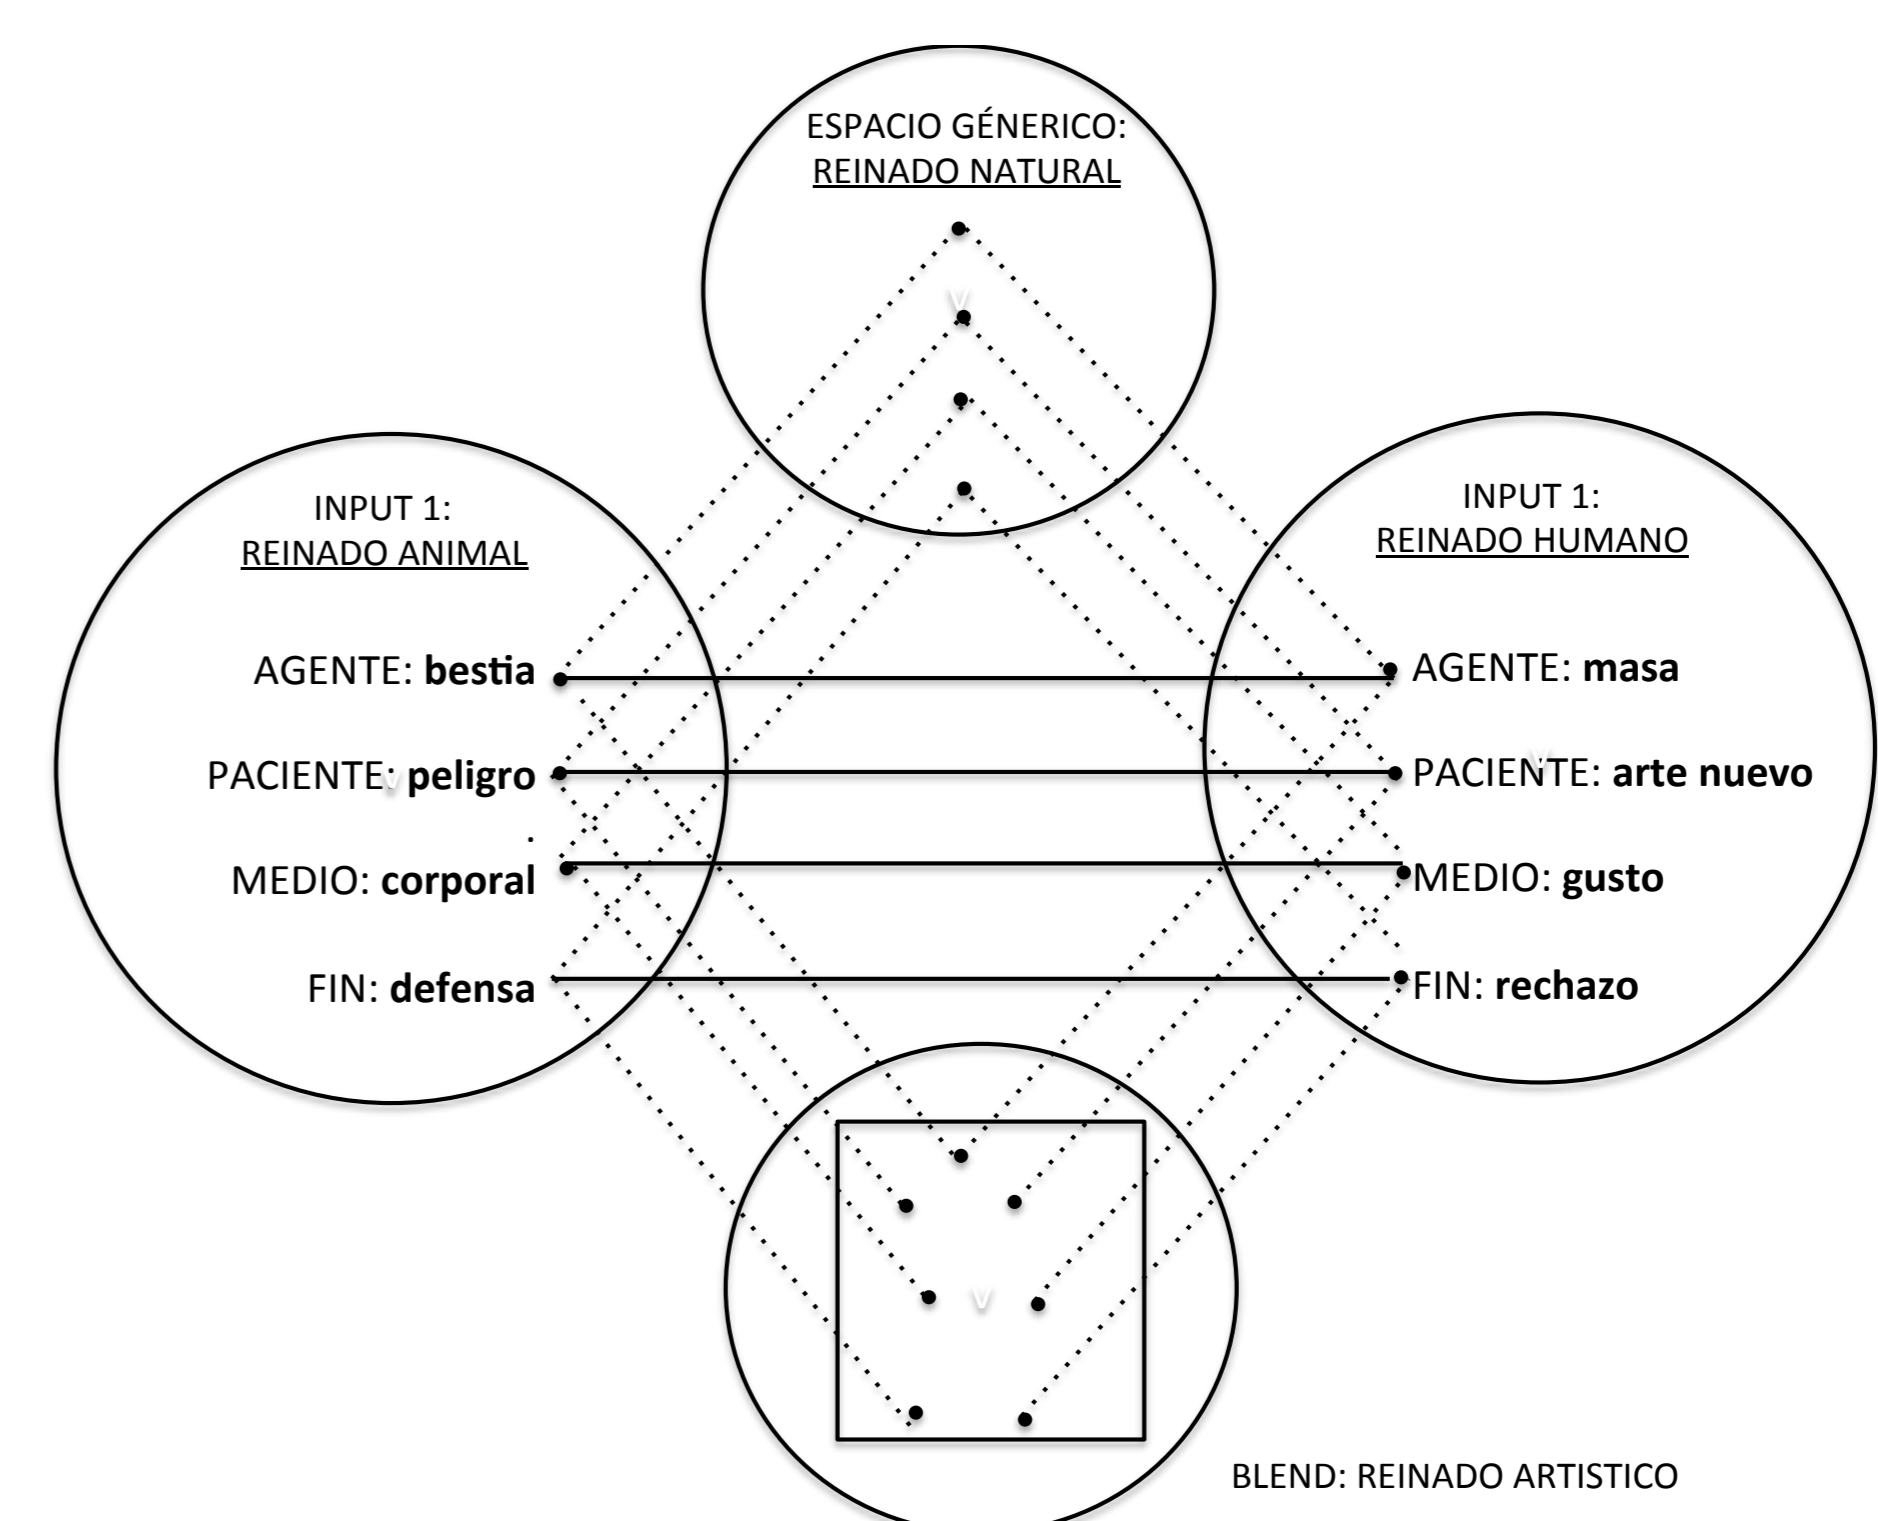 ESPACIO GÉNERICO:
REINADO NATURAL
v
INPUT 1:
REINADO ANIMAL
AGENTE: bestia
PACIENTE: peligro
v
.
MEDIO: corporal
FIN: defensa
INPUT 1:
REINADO HUMANO
AGENTE: masa
PACIENTE: arte nuevo
v
MEDIO: gusto
FIN: rechazo
v
BLEND: REINADO ARTISTICO